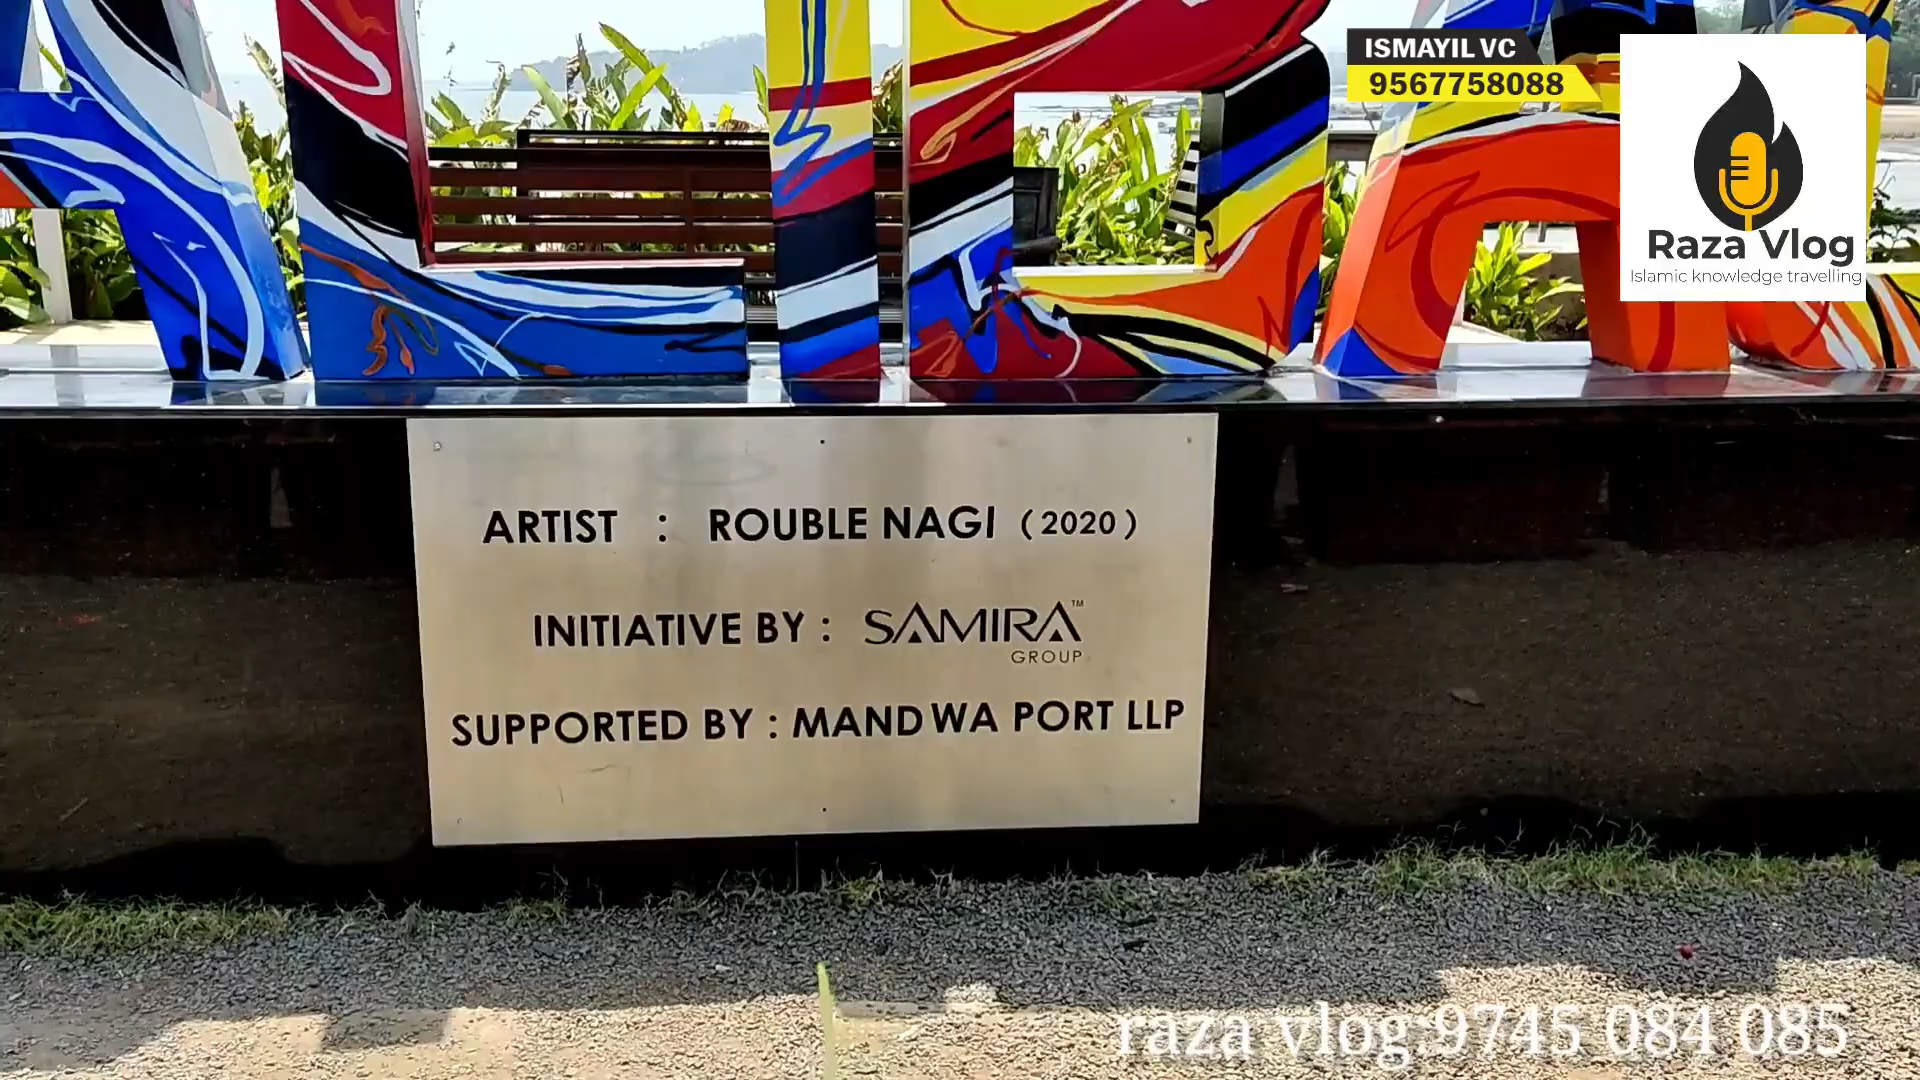 ISMAYIL VC
9567758088
Raza Vlog
Islamic knowledge travelling
ARTIST : ROUBLE NAGI (2020)
INITIATIVE BY : SAMIRA™
GROUP
SUPPORTED BY : MANDWA PORT LLP
raza vlog:9745 084 085